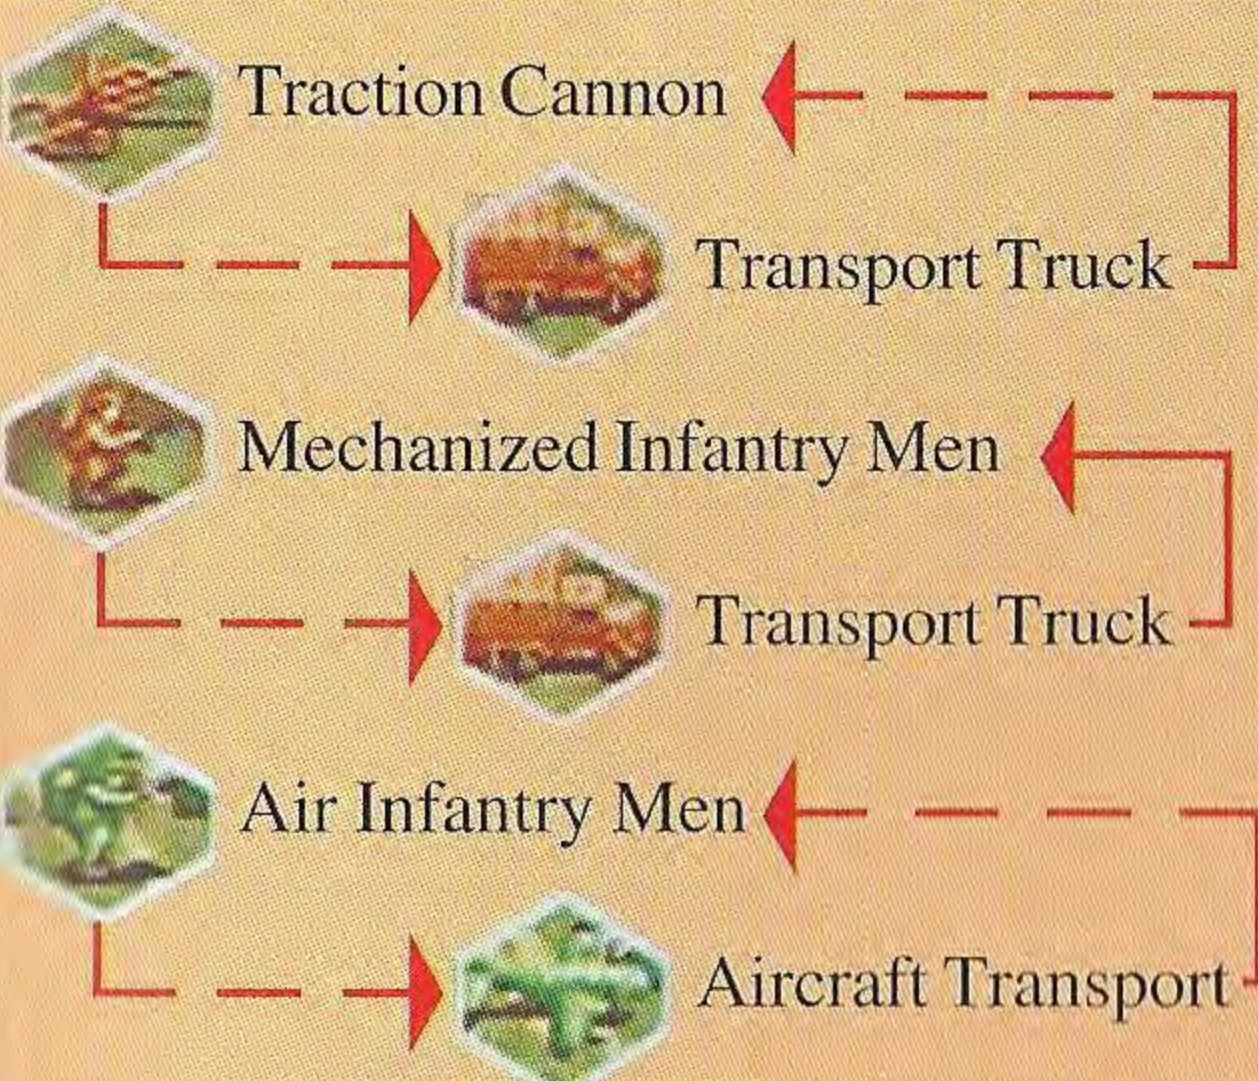 Traction Cannon
Transport Truck
Mechanized Infantry Men
Transport Truck
Air Infantry Men
Aircraft Transport